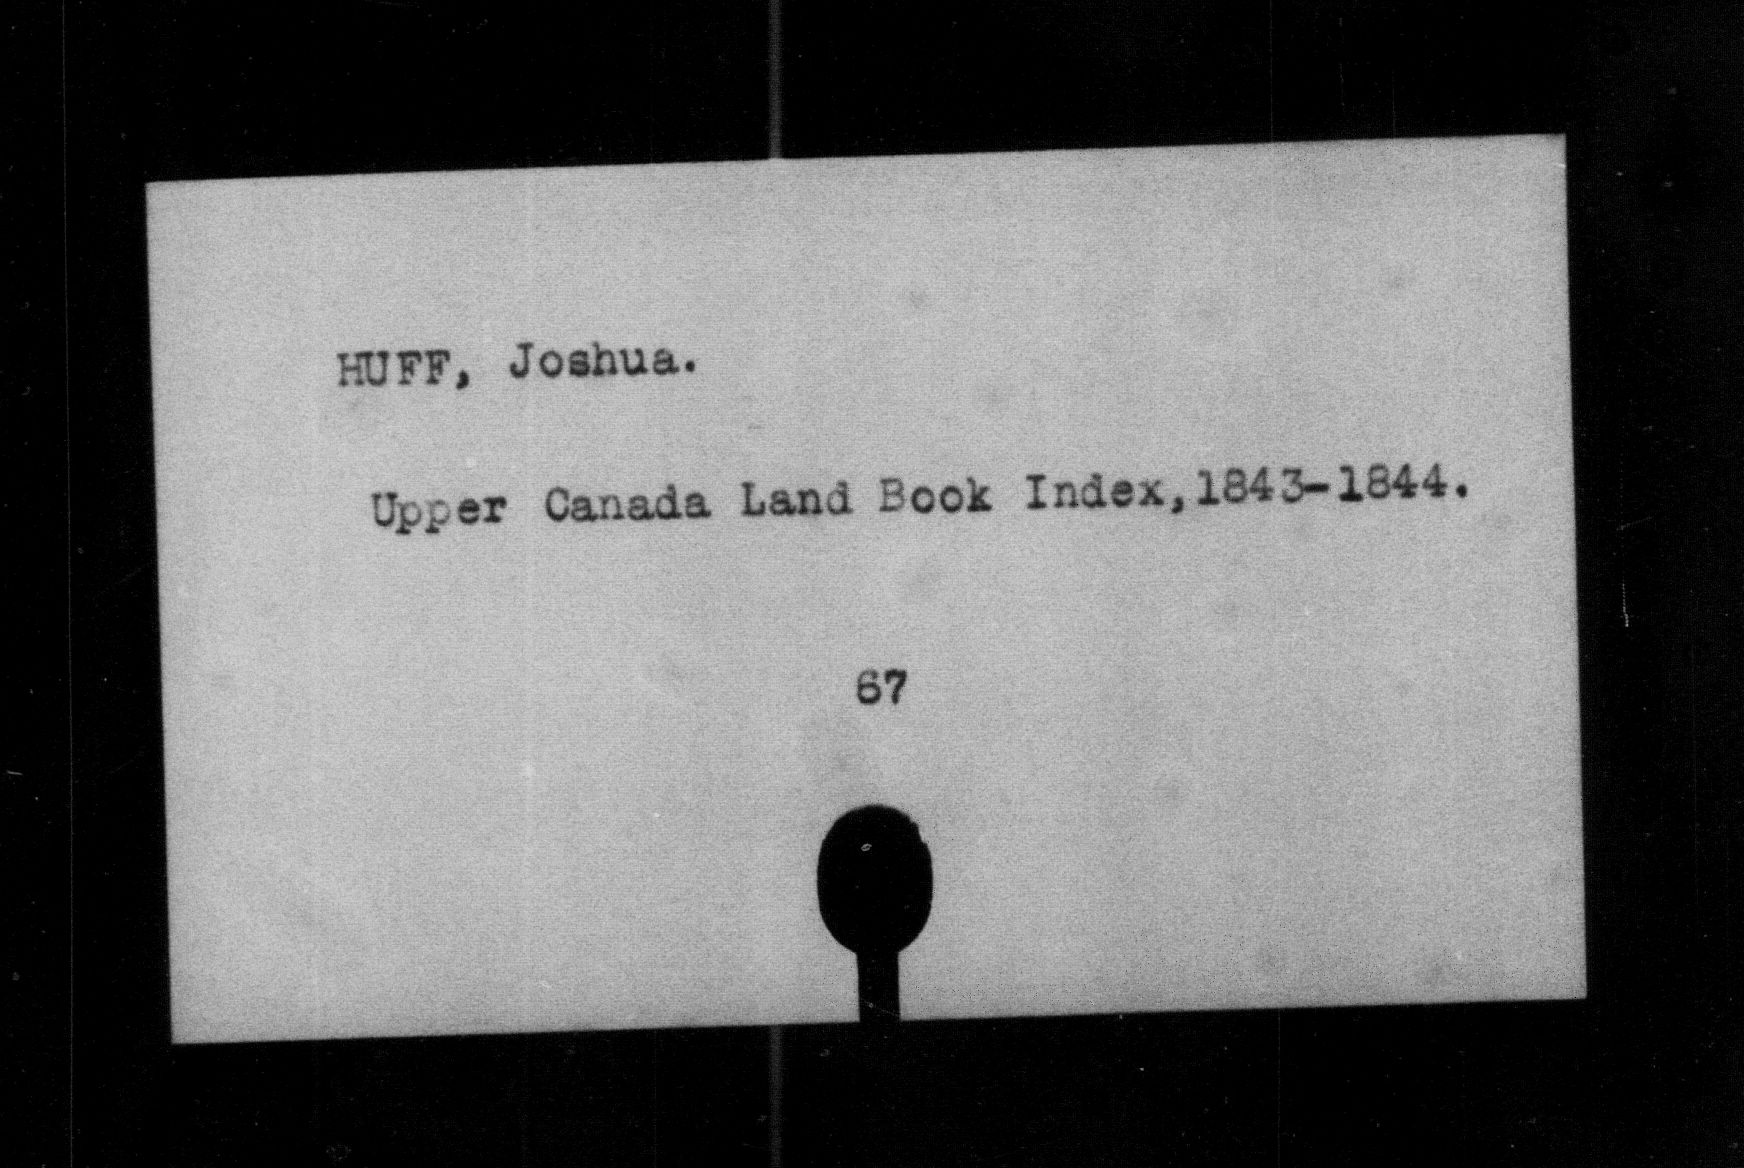 HUFF, Joshua.
Upper Canada Land Book Index,1843-1844.
67